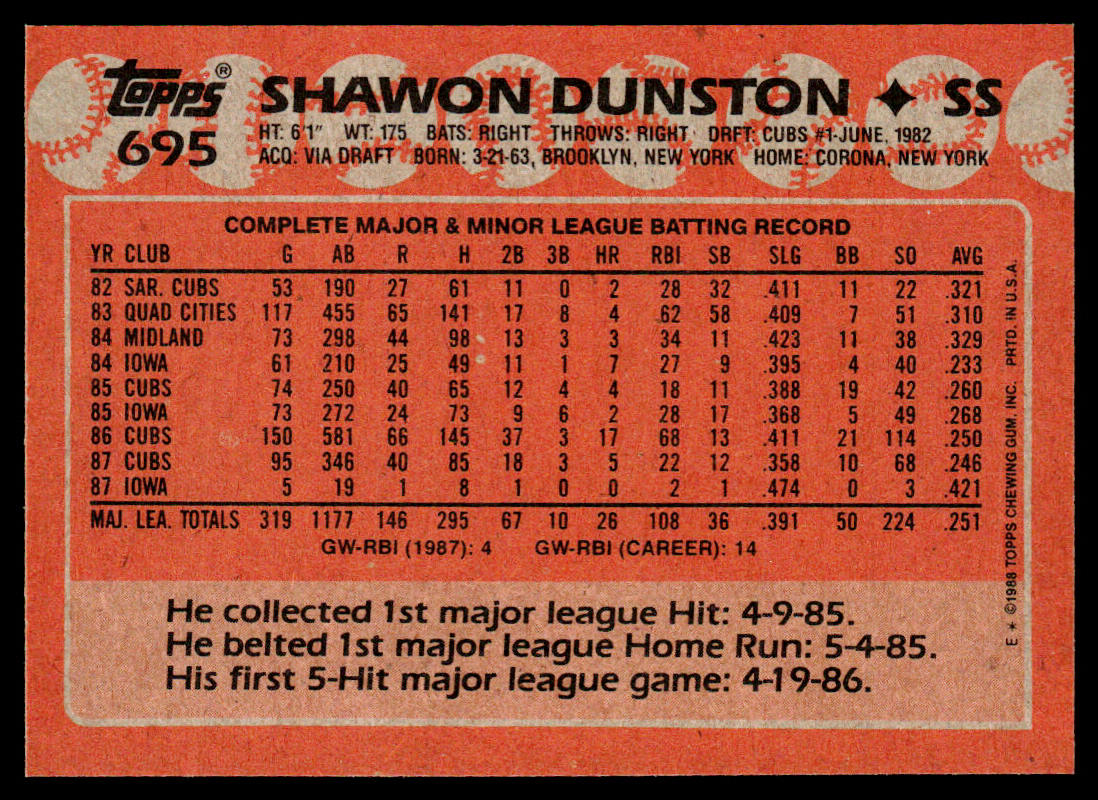 topps® SHAWON DUNSTON ✦ SS
695
HT: 6'1" WT: 175 BATS: RIGHT THROWS: RIGHT DRFT: CUBS #1-JUNE, 1982
ACQ: VIA DRAFT BORN: 3-21-63, BROOKLYN, NEW YORK HOME: CORONA, NEW YORK
COMPLETE MAJOR & MINOR LEAGUE BATTING RECORD
YR CLUB G AB R H 2B 3B HR RBI SB SLG BB SO AVG
82 SAR. CUBS 53 190 27 61 11 0 2 28 32 .411 11 22 .321
83 QUAD CITIES 117 455 65 141 17 8 4 62 58 .409 7 51 .310
84 MIDLAND 73 298 44 98 13 3 3 34 11 .423 11 38 .329
84 IOWA 61 210 25 49 11 1 7 27 9 .395 4 40 .233
85 CUBS 74 250 40 65 12 4 4 18 11 .388 19 42 .260
85 IOWA 73 272 24 73 9 6 2 28 17 .368 5 49 .268
86 CUBS 150 581 66 145 37 3 17 68 13 .411 21 114 .250
87 CUBS 95 346 40 85 18 3 5 22 12 .358 10 68 .246
87 IOWA 5 19 1 8 1 0 0 2 1 .474 0 3 .421
MAJ. LEA. TOTALS 319 1177 146 295 67 10 26 108 36 .391 50 224 .251
GW-RBI (1987): 4 GW-RBI (CAREER): 14
He collected 1st major league Hit: 4-9-85.
He belted 1st major league Home Run: 5-4-85.
His first 5-Hit major league game: 4-19-86.
E * ©1988 TOPPS CHEWING GUM, INC. PRTD. IN U.S.A.